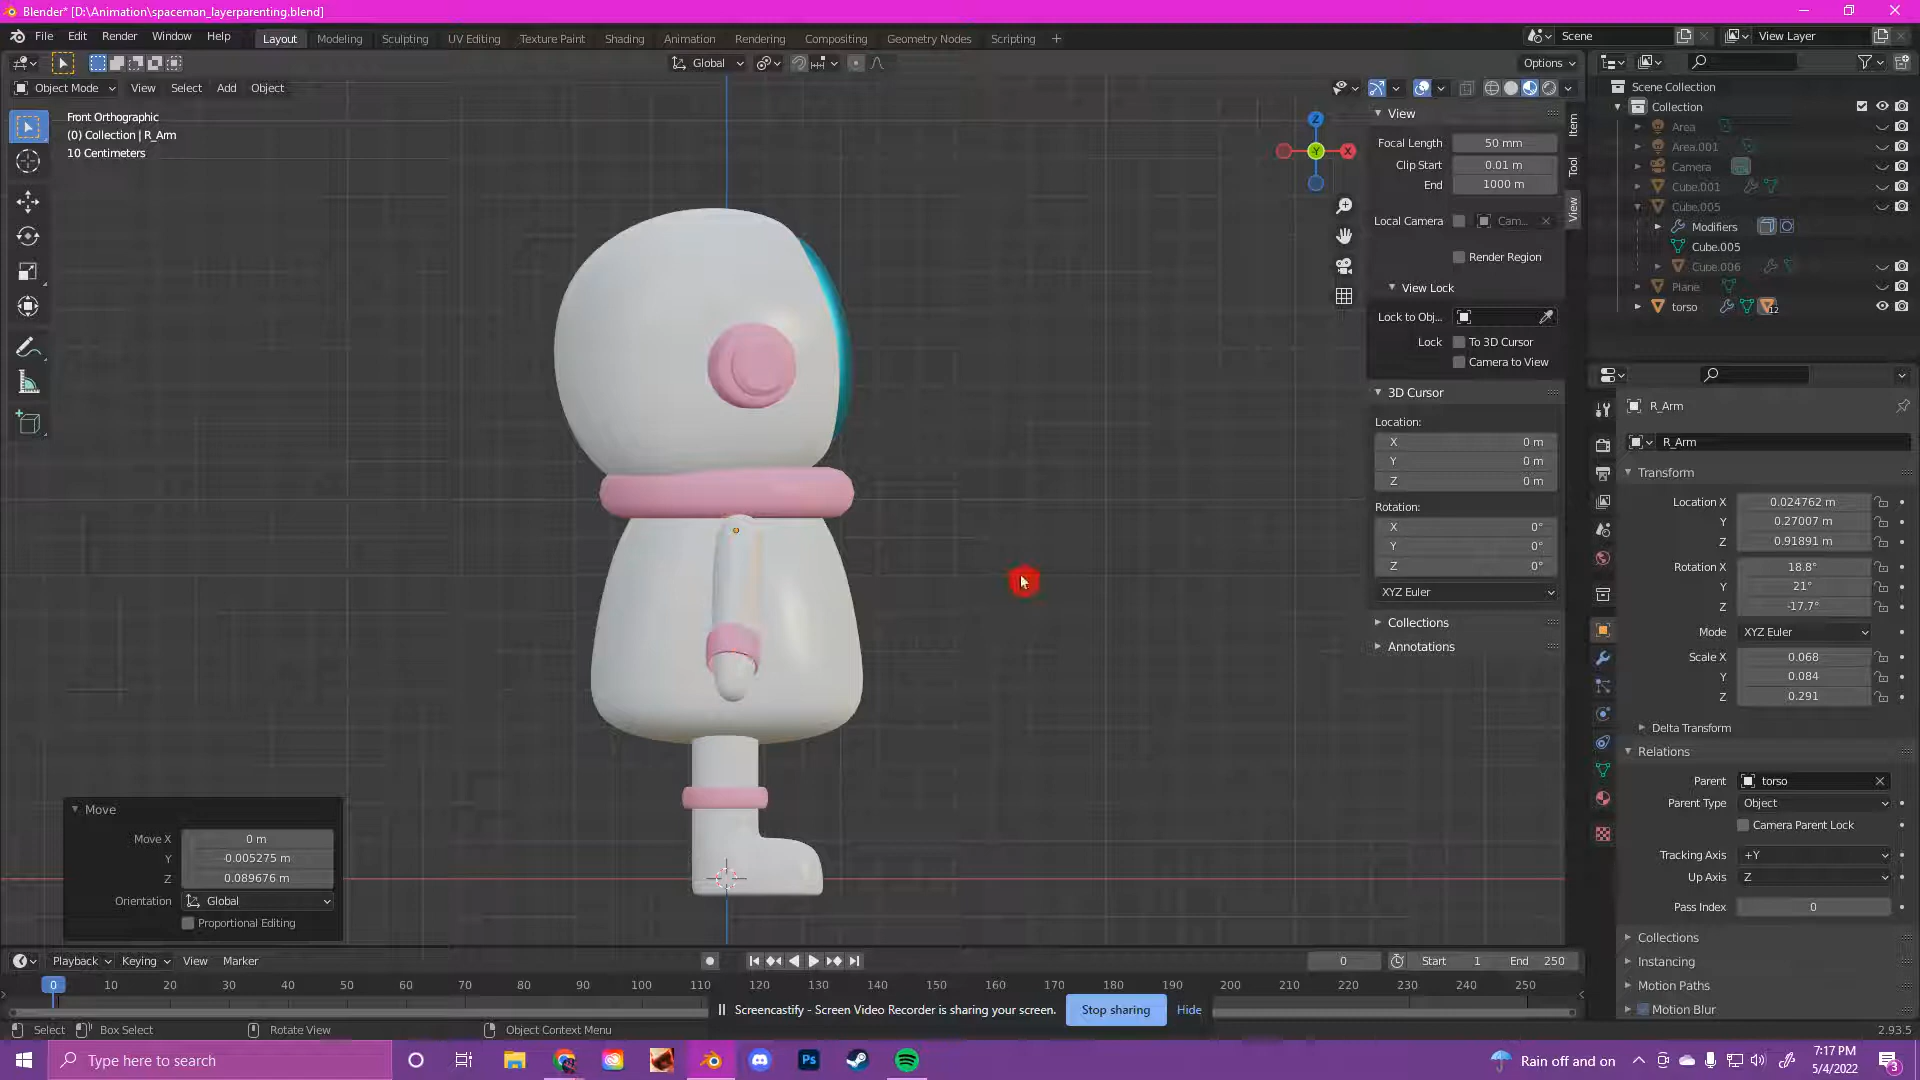 Blender* [D:\Animation\spaceman_layerparenting.blend]
File Edit Render Window Help
Layout Modeling Sculpting UV Editing Texture Paint Shading Animation Rendering Compositing Geometry Nodes Scripting +
Scene
View Layer
Global
Options
Object Mode View Select Add Object
Front Orthographic
(0) Collection | R_Arm
10 Centimeters
Z
X
-Y
View
Focal Length 50 mm
Clip Start 0.01 m
End 1000 m
Local Camera Cam...
Render Region
View Lock
Lock to Obj...
Lock To 3D Cursor
Camera to View
3D Cursor
Location:
X 0 m
Y 0 m
Z 0 m
Rotation:
X 0°
Y 0°
Z 0°
XYZ Euler
Collections
Annotations
Item
Tool
View
Scene Collection
Collection
Area
Area.001
Camera
Cube.001
Cube.005
Modifiers
Cube.005
Cube.006
Plane
torso 12
R_Arm
R_Arm
Transform
Location X 0.024762 m
Y 0.27007 m
Z 0.91891 m
Rotation X 18.8°
Y 21°
Z -17.7°
Mode XYZ Euler
Scale X 0.068
Y 0.084
Z 0.291
Delta Transform
Relations
Parent torso
Parent Type Object
Camera Parent Lock
Tracking Axis +Y
Up Axis Z
Pass Index 0
Collections
Instancing
Motion Paths
Motion Blur
Move
Move X 0 m
Y 0.005275 m
Z 0.089676 m
Orientation Global
Proportional Editing
Playback Keying View Marker
0 Start 1 End 250
0 10 20 30 40 50 60 70 80 90 100 110 120 130 140 150 160 170 180 190 200 210 220 230 240 250
Screencastify - Screen Video Recorder is sharing your screen. Stop sharing Hide
Select Box Select Rotate View Object Context Menu 2.93.5
Type here to search
Ps
Rain off and on
7:17 PM
5/4/2022
3